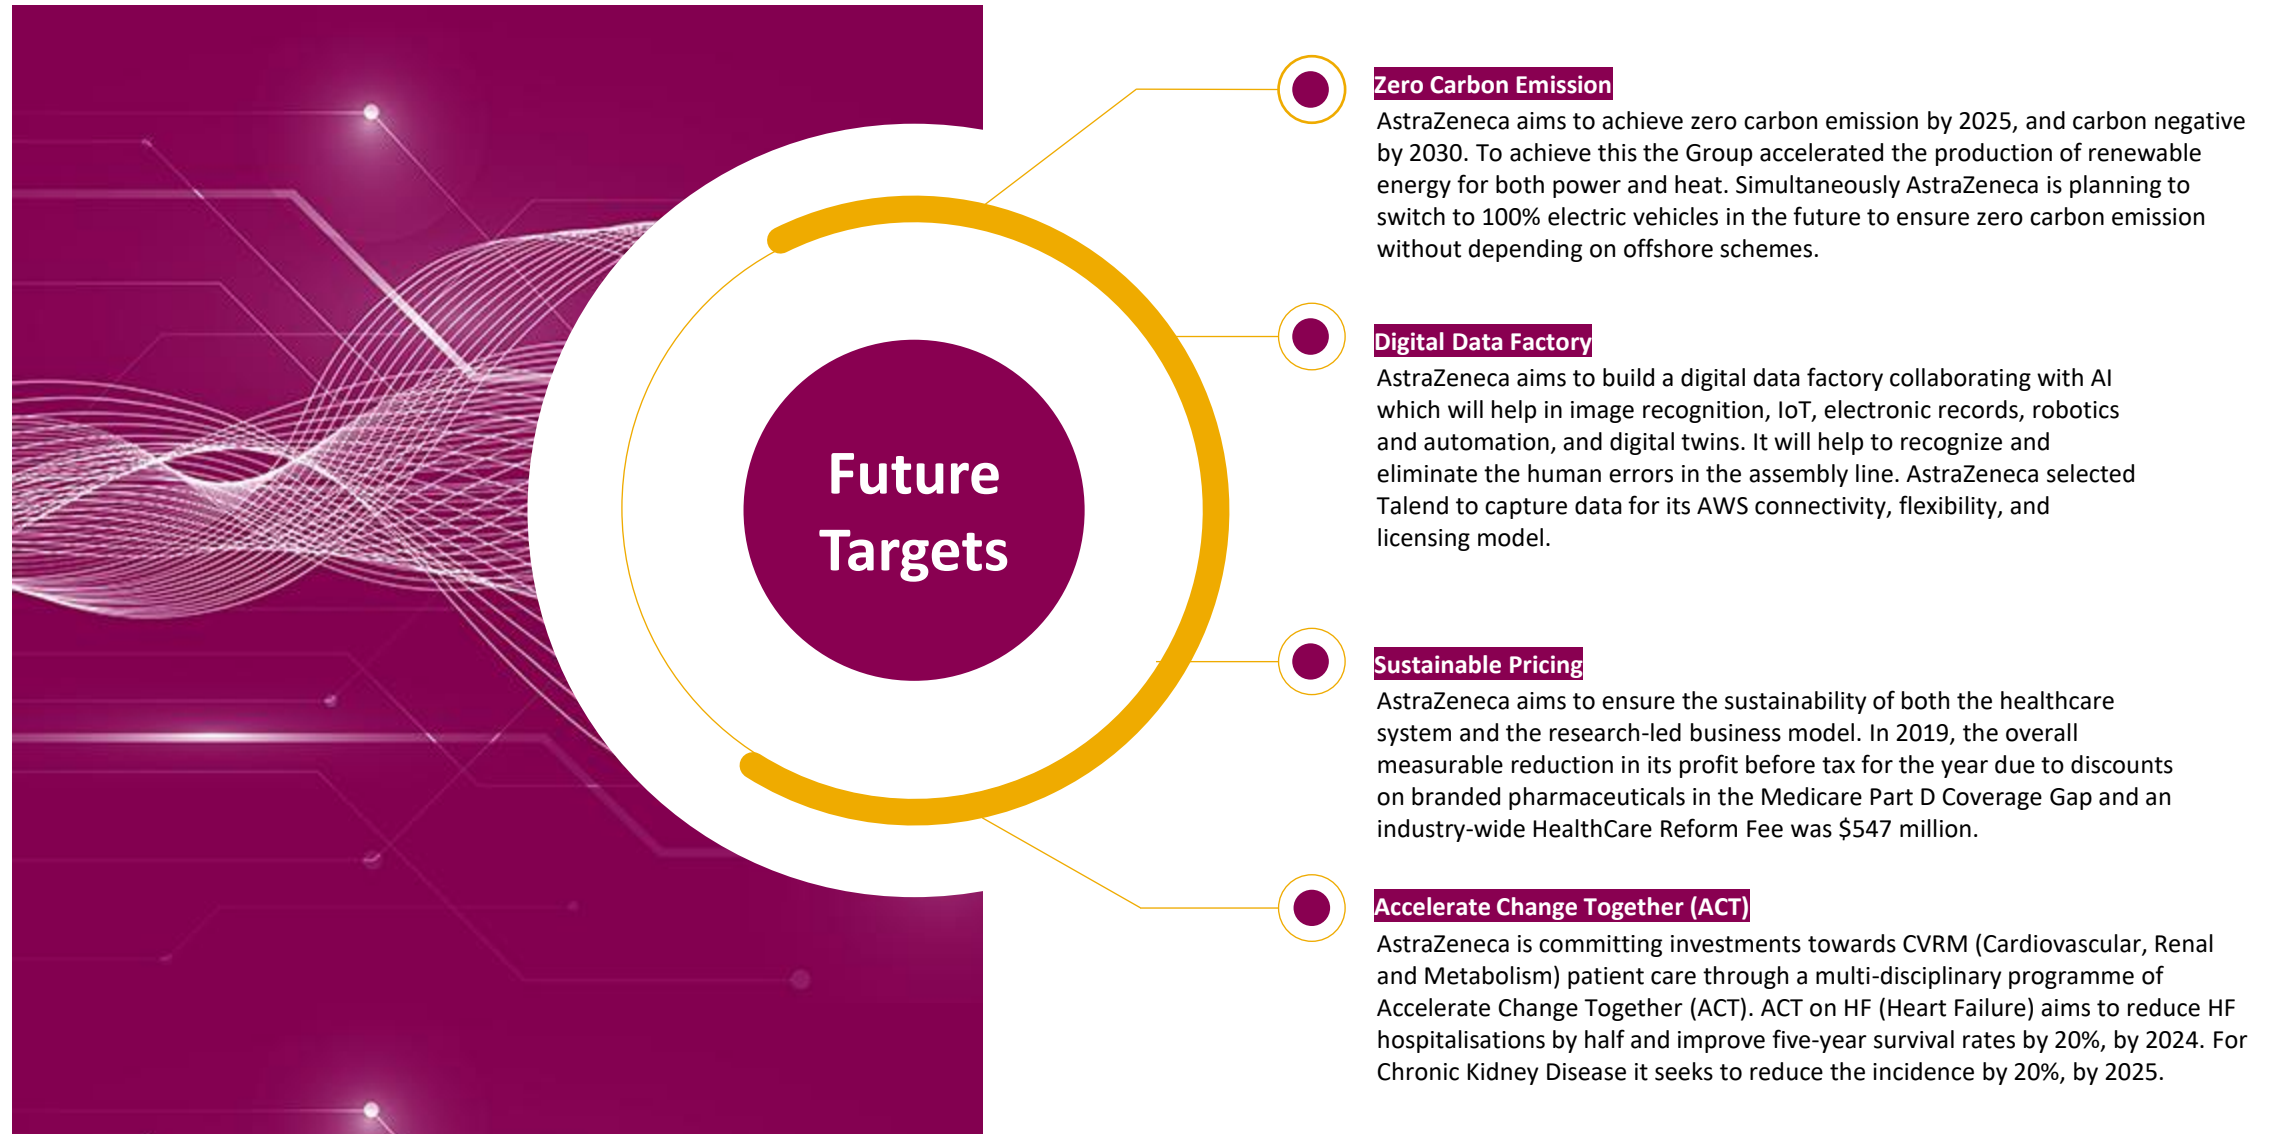 Future
Targets
Zero Carbon Emission
AstraZeneca aims to achieve zero carbon emission by 2025, and carbon negative
by 2030. To achieve this the Group accelerated the production of renewable
energy for both power and heat. Simultaneously AstraZeneca is planning to
switch to 100% electric vehicles in the future to ensure zero carbon emission
without depending on offshore schemes.
Digital Data Factory
AstraZeneca aims to build a digital data factory collaborating with AI
which will help in image recognition, IoT, electronic records, robotics
and automation, and digital twins. It will help to recognize and
eliminate the human errors in the assembly line. AstraZeneca selected
Talend to capture data for its AWS connectivity, flexibility, and
licensing model.
Sustainable Pricing
AstraZeneca aims to ensure the sustainability of both the healthcare
system and the research-led business model. In 2019, the overall
measurable reduction in its profit before tax for the year due to discounts
on branded pharmaceuticals in the Medicare Part D Coverage Gap and an
industry-wide HealthCare Reform Fee was $547 million.
Accelerate Change Together (ACT)
AstraZeneca is committing investments towards CVRM (Cardiovascular, Renal
and Metabolism) patient care through a multi-disciplinary programme of
Accelerate Change Together (ACT). ACT on HF (Heart Failure) aims to reduce HF
hospitalisations by half and improve five-year survival rates by 20%, by 2024. For
Chronic Kidney Disease it seeks to reduce the incidence by 20%, by 2025.